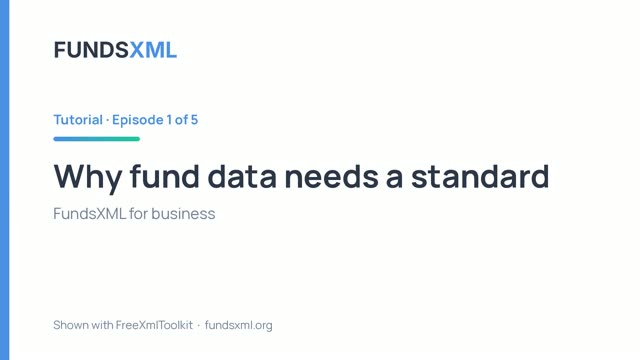 FUNDSXML
Tutorial · Episode 1 of 5
Why fund data needs a standard
FundsXML for business
Shown with FreeXmlToolkit · fundsxml.org